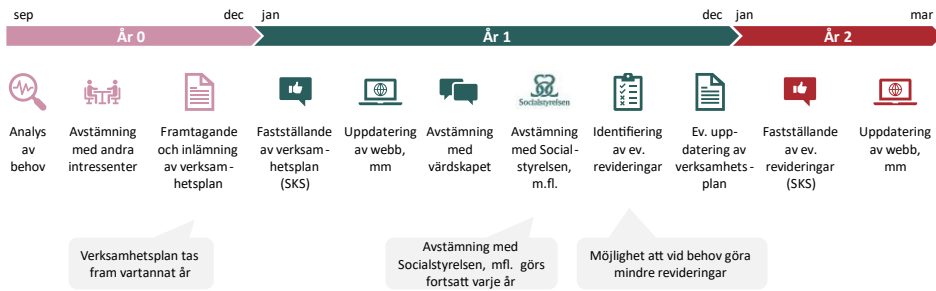 sep
dec
jan
dec
jan
mar
År 0
År 1
År 2
Socialstyrelsen
Analys
av
behov
Avstämning
med andra
intressenter
Framtagande
och inlämning
av verksam-
hetsplan
Fastställande
av verksam-
hetsplan
(SKS)
Uppdatering
av webb,
mm
Avstämning
med
värdskapet
Avstämning
med Social-
styrelsen,
m.fl.
Identifiering
av ev.
revideringar
Ev. upp-
datering av
verksamhets-
plan
Fastställande
av ev.
revideringar
(SKS)
Uppdatering
av webb,
mm
Verksamhetsplan tas
fram vartannat år
Avstämning med
Socialstyrelsen, mfl. görs
fortsatt varje år
Möjlighet att vid behov göra
mindre revideringar